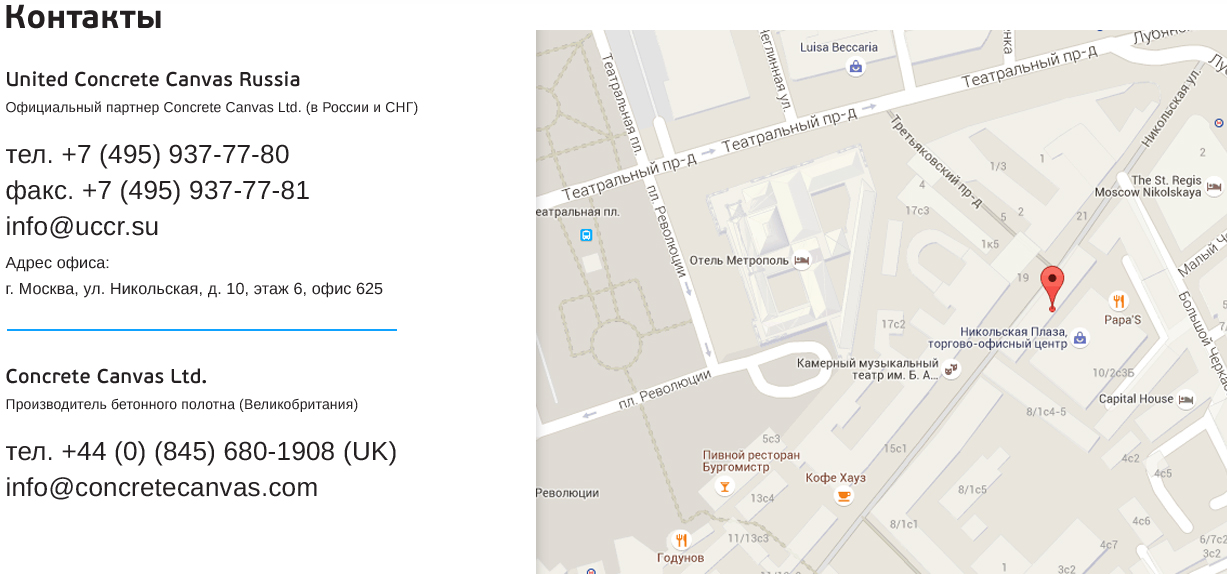 Контакты
United Concrete Canvas Russia
Официальный партнер Concrete Canvas Ltd. (в России и СНГ)
тел. +7 (495) 937-77-80
факс. +7 (495) 937-77-81
info@uccr.su
Адрес офиса:
г. Москва, ул. Никольская, д. 10, этаж 6, офис 625
Concrete Canvas Ltd.
Производитель бетонного полотна (Великобритания)
тел. +44 (0) (845) 680-1908 (UK)
info@concretecanvas.com
Театральная пл.
Неглинная ул.
Luisa Beccaria
Театральный пр-д
Театральный пр-д
Театральный пр-д
Третьяковский пр-д
Никольская ул.
1/3
1
2
The St. Regis
Moscow Nikolskaya
4
17с3
5
2
21
1к5
еатральная пл.
пл. Революции
Отель Метрополь
19
Малый Ч
Большой Черка
Papa'S
17с2
Никольская Плаза,
торгово-офисный центр
Камерный музыкальный
театр им. Б. А...
10/2с3Б
Capital House
8/1с4-5
пл. Революции
5с3
15с1
Пивной ресторан
Бургомистр
Кофе Хауз
4с2
4с5
Революции
13с4
8/1с5
8/1с1
4с6
11/13с3
Годунов
4с7
6/7с2
1
3с2